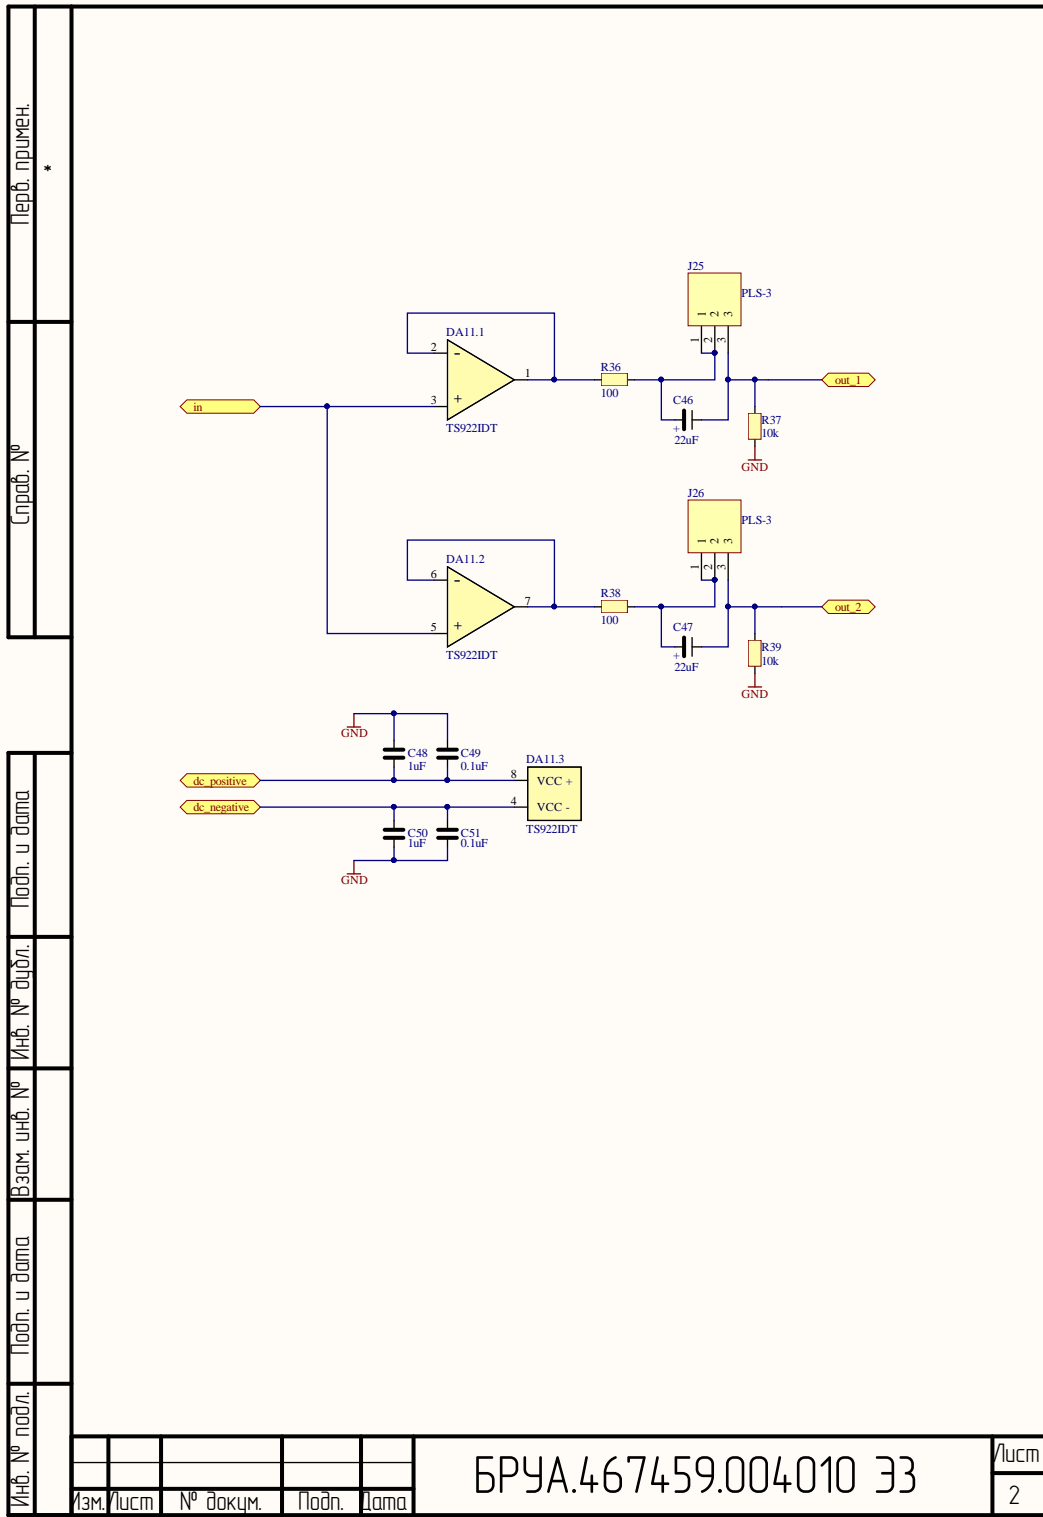 Перв. примен.
*
Справ. №
Подп. и дата
Инв. № дубл.
Взам. инв. №
Подп. и дата
Инв. № подл.
J25
PLS-3
1 2 3
1 2 3
DA11.1
2
-
1
3
+
TS922IDT
in
R36
100
C46
+
22uF
out_1
R37
10k
GND
J26
PLS-3
1 2 3
1 2 3
DA11.2
6
-
7
5
+
TS922IDT
R38
100
C47
+
22uF
out_2
R39
10k
GND
GND
C48
1uF
C49
0.1uF
DA11.3
dc_positive
8
VCC +
dc_negative
4
VCC -
TS922IDT
C50
1uF
C51
0.1uF
GND
БРУА.467459.004010 Э3
Лист
2
Изм. Лист № докум. Подп. Дата